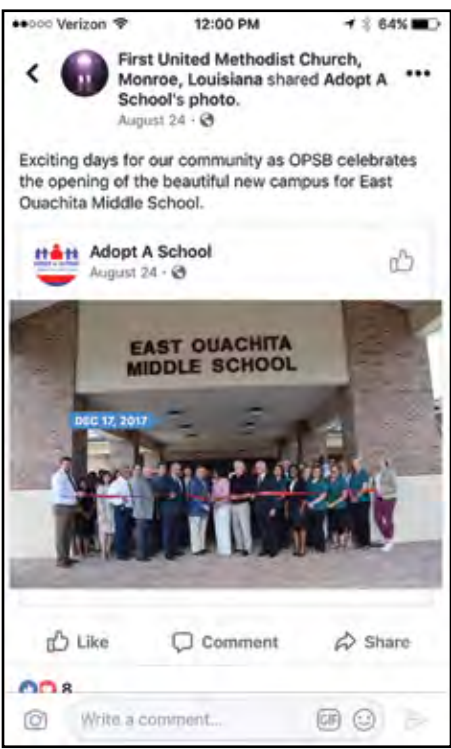 Verizon 12:00 PM 64%
First United Methodist Church,
Monroe, Louisiana shared Adopt A
School's photo.
August 24
Exciting days for our community as OPSB celebrates
the opening of the beautiful new campus for East
Ouachita Middle School.
Adopt A School
August 24
EAST OUACHITA
MIDDLE SCHOOL
DEC 17, 2017
Like Comment Share
8
Write a comment... GIF